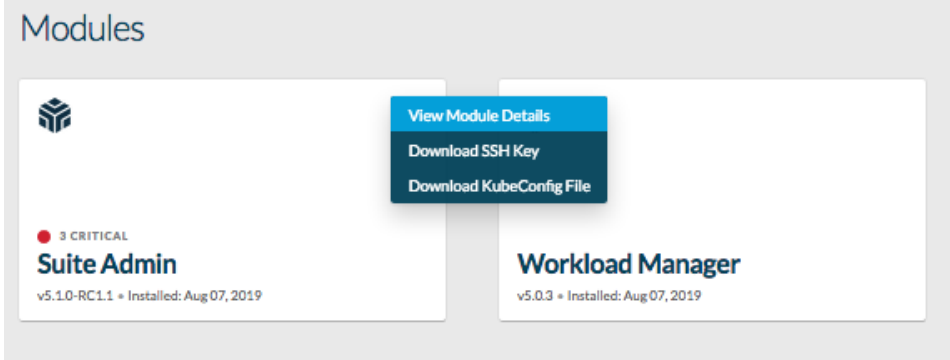 Modules
View Module Details
Download SSH Key
Download KubeConfig File
3 CRITICAL
Suite Admin
v5.1.0-RC1.1 • Installed: Aug 07, 2019
Workload Manager
v5.0.3 • Installed: Aug 07, 2019